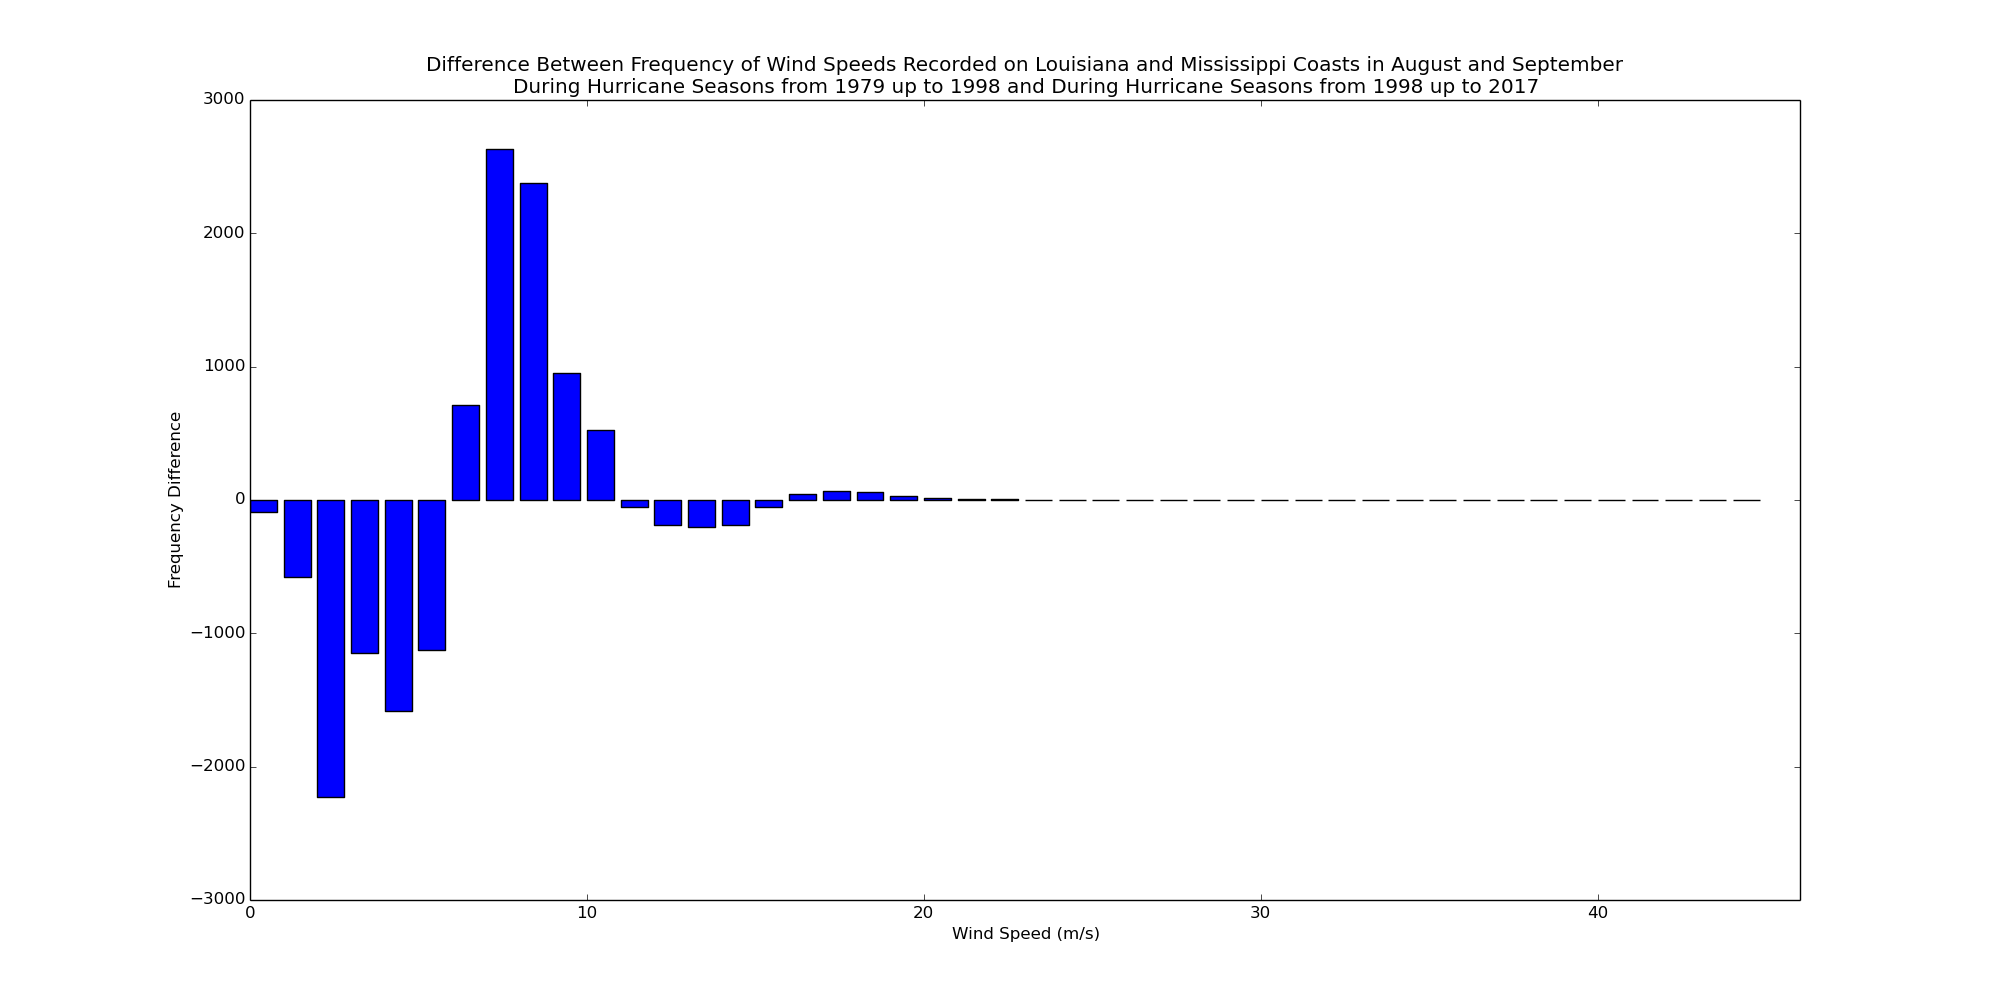 Difference Between Frequency of Wind Speeds Recorded on Louisiana and Mississippi Coasts in August and September
During Hurricane Seasons from 1979 up to 1998 and During Hurricane Seasons from 1998 up to 2017
3000
2000
1000
0
−1000
−2000
−3000
Frequency Difference
0 10 20 30 40
Wind Speed (m/s)